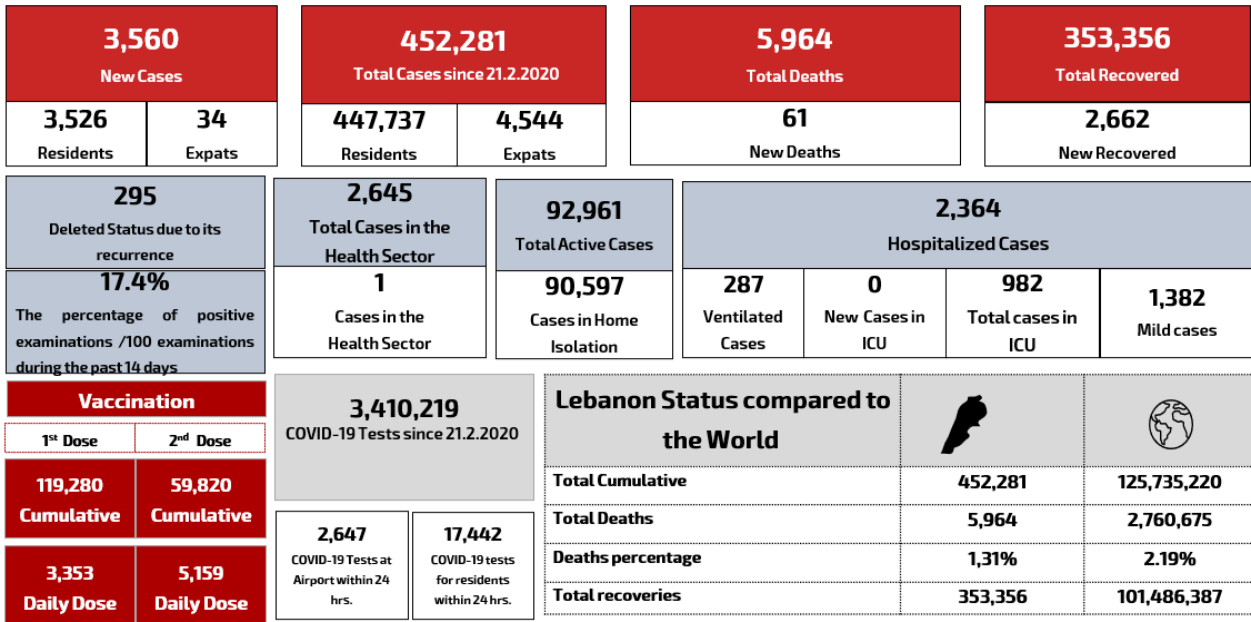 3,560
New Cases
3,526
Residents
34
Expats
452,281
Total Cases since 21.2.2020
447,737
Residents
4,544
Expats
5,964
Total Deaths
61
New Deaths
353,356
Total Recovered
2,662
New Recovered
295
Deleted Status due to its
recurrence
17.4%
The percentage of positive
examinations /100 examinations
during the past 14 days
2,645
Total Cases in the
Health Sector
1
Cases in the
Health Sector
92,961
Total Active Cases
90,597
Cases in Home
Isolation
2,364
Hospitalized Cases
287
Ventilated
Cases
0
New Cases in
ICU
982
Total cases in
ICU
1,382
Mild cases
Vaccination
1st Dose
2nd Dose
119,280
Cumulative
59,820
Cumulative
3,353
Daily Dose
5,159
Daily Dose
3,410,219
COVID-19 Tests since 21.2.2020
2,647
COVID-19 Tests at
Airport within 24
hrs.
17,442
COVID-19 tests
for residents
within 24 hrs.
Lebanon Status compared to
the World
Total Cumulative 452,281 125,735,220
Total Deaths 5,964 2,760,675
Deaths percentage 1,31% 2.19%
Total recoveries 353,356 101,486,387